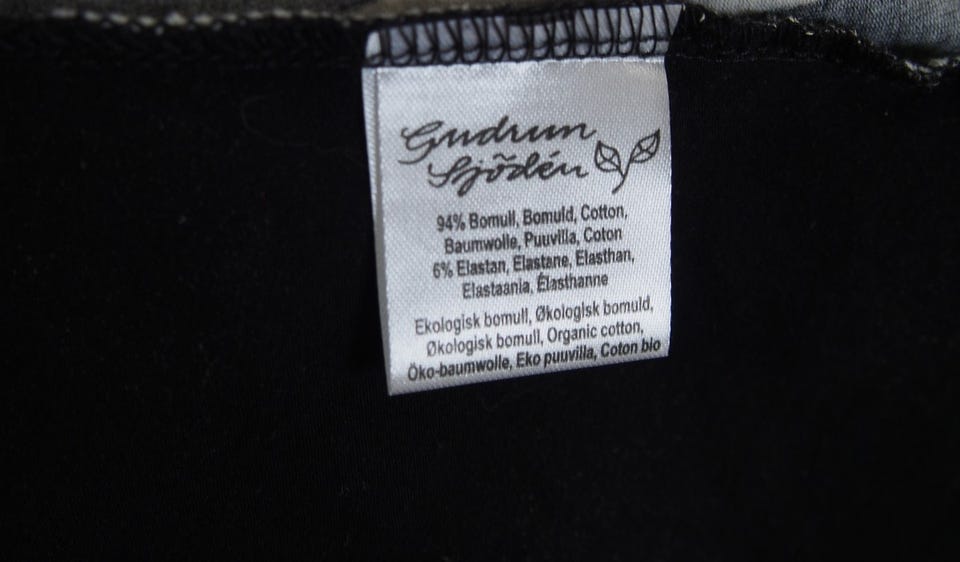 Gudrun
Sjödén
94% Bomull, Bomuld, Cotton,
Baumwolle, Puuvilla, Coton
6% Elastan, Elastane, Elasthan,
Elastaania, Élasthanne
Ekologisk bomull, Økologisk bomuld,
Økologisk bomull, Organic cotton,
Öko-baumwolle, Eko puuvilla, Coton bio